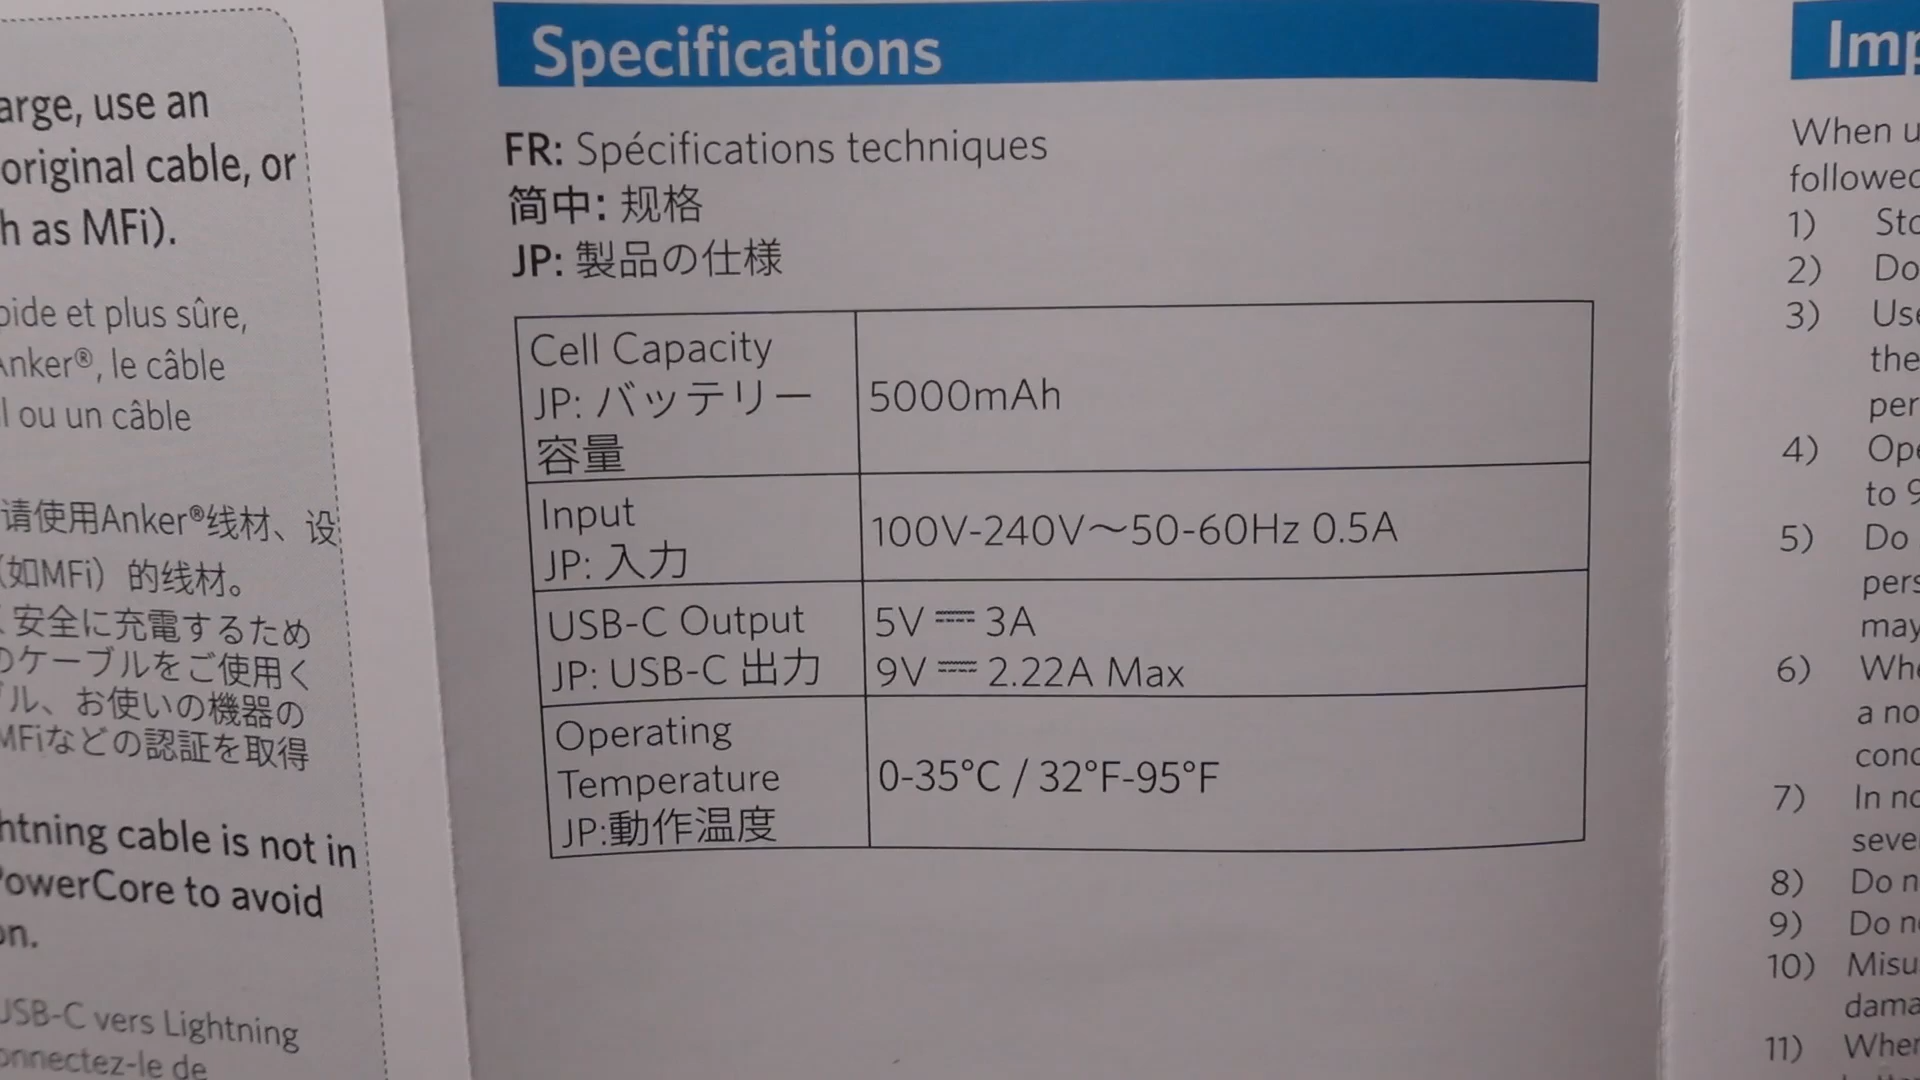 arge, use an
original cable, or
h as MFi).
pide et plus sûre,
Anker®, le câble
l ou un câble
请使用Anker®线材、设
(如MFi)的线材。
安全に充電するため
のケーブルをご使用く
ル、お使いの機器の
MFiなどの認証を取得
htning cable is not in
PowerCore to avoid
on.
USB-C vers Lightning
onnectez-le de
Specifications
FR: Spécifications techniques
简中: 规格
JP: 製品の仕様
Cell Capacity
JP: バッテリー
容量
5000mAh
Input
JP: 入力
100V-240V～50-60Hz 0.5A
USB-C Output
JP: USB-C 出力
5V ⎓ 3A
9V ⎓ 2.22A Max
Operating
Temperature
JP:動作温度
0-35°C / 32°F-95°F
Imp
When u
followed
1) Sto
2) Do
3) Use
the
per
4) Ope
to 9
5) Do
pers
may
6) Whe
a no
conc
7) In no
seve
8) Do n
9) Do n
10) Misu
dama
11) When